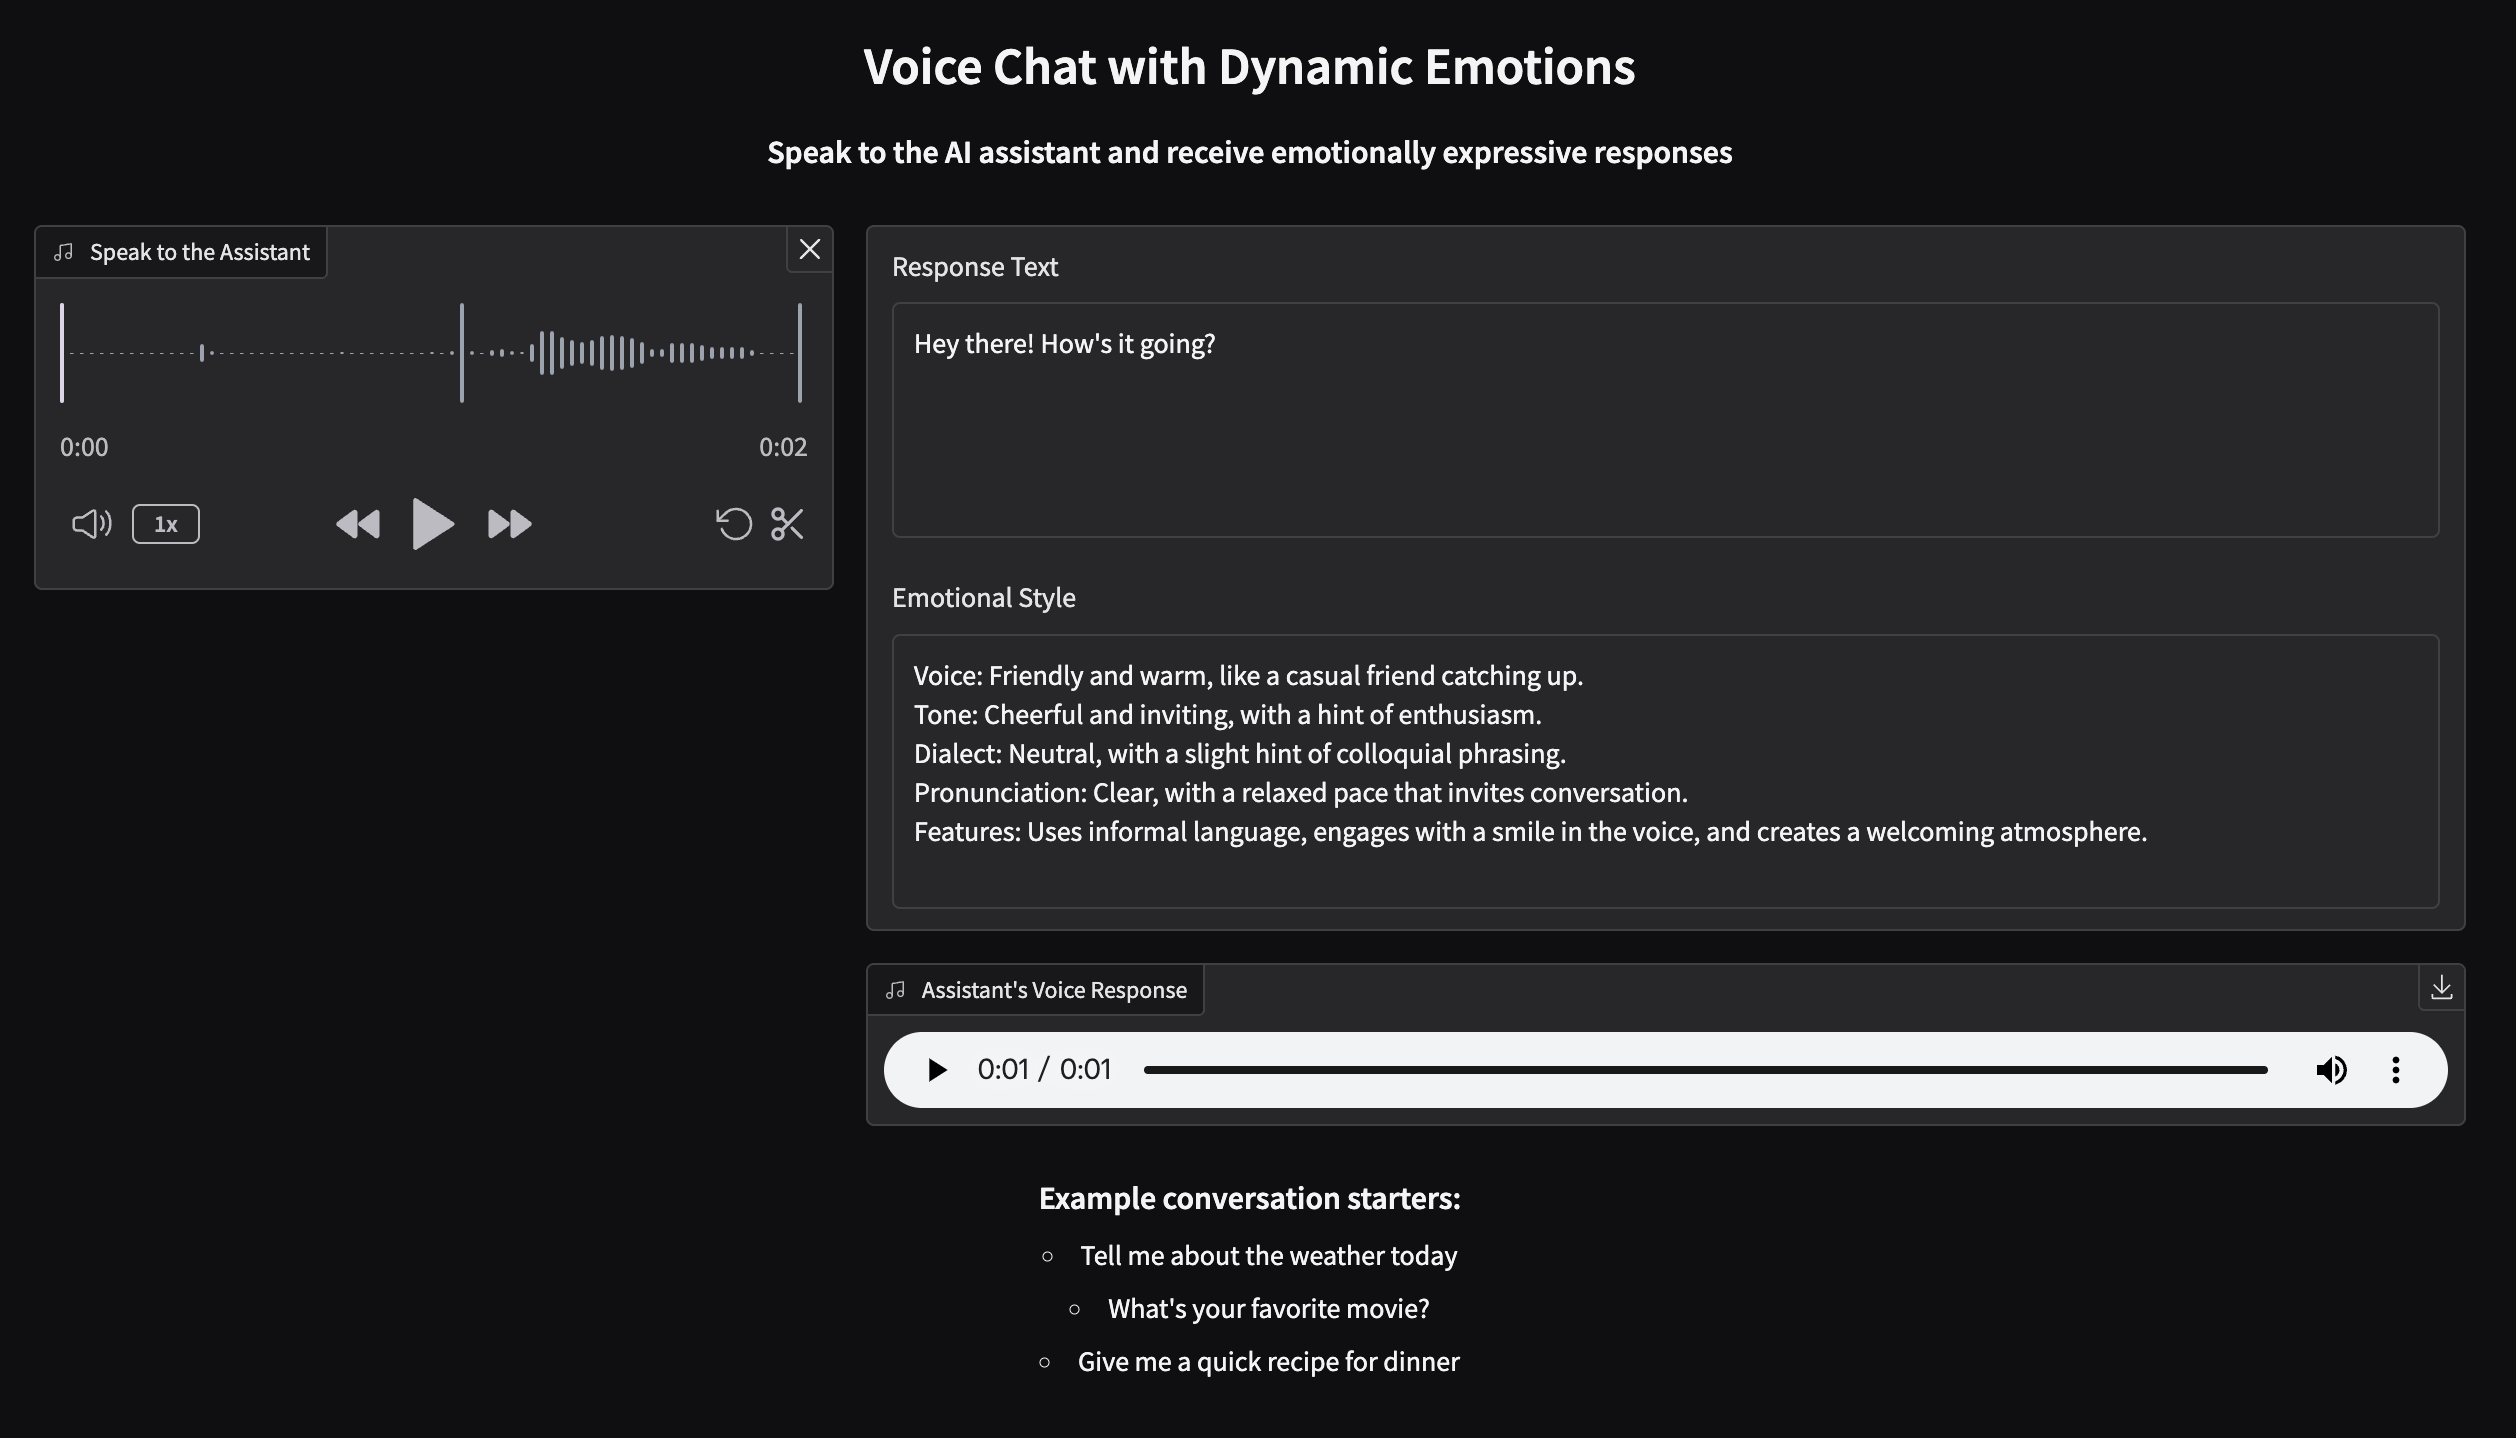 Voice Chat with Dynamic Emotions
Speak to the AI assistant and receive emotionally expressive responses
Speak to the Assistant
0:00
0:02
1x
Response Text
Hey there! How's it going?
Emotional Style
Voice: Friendly and warm, like a casual friend catching up.
Tone: Cheerful and inviting, with a hint of enthusiasm.
Dialect: Neutral, with a slight hint of colloquial phrasing.
Pronunciation: Clear, with a relaxed pace that invites conversation.
Features: Uses informal language, engages with a smile in the voice, and creates a welcoming atmosphere.
Assistant's Voice Response
0:01 / 0:01
Example conversation starters:
Tell me about the weather today
What's your favorite movie?
Give me a quick recipe for dinner